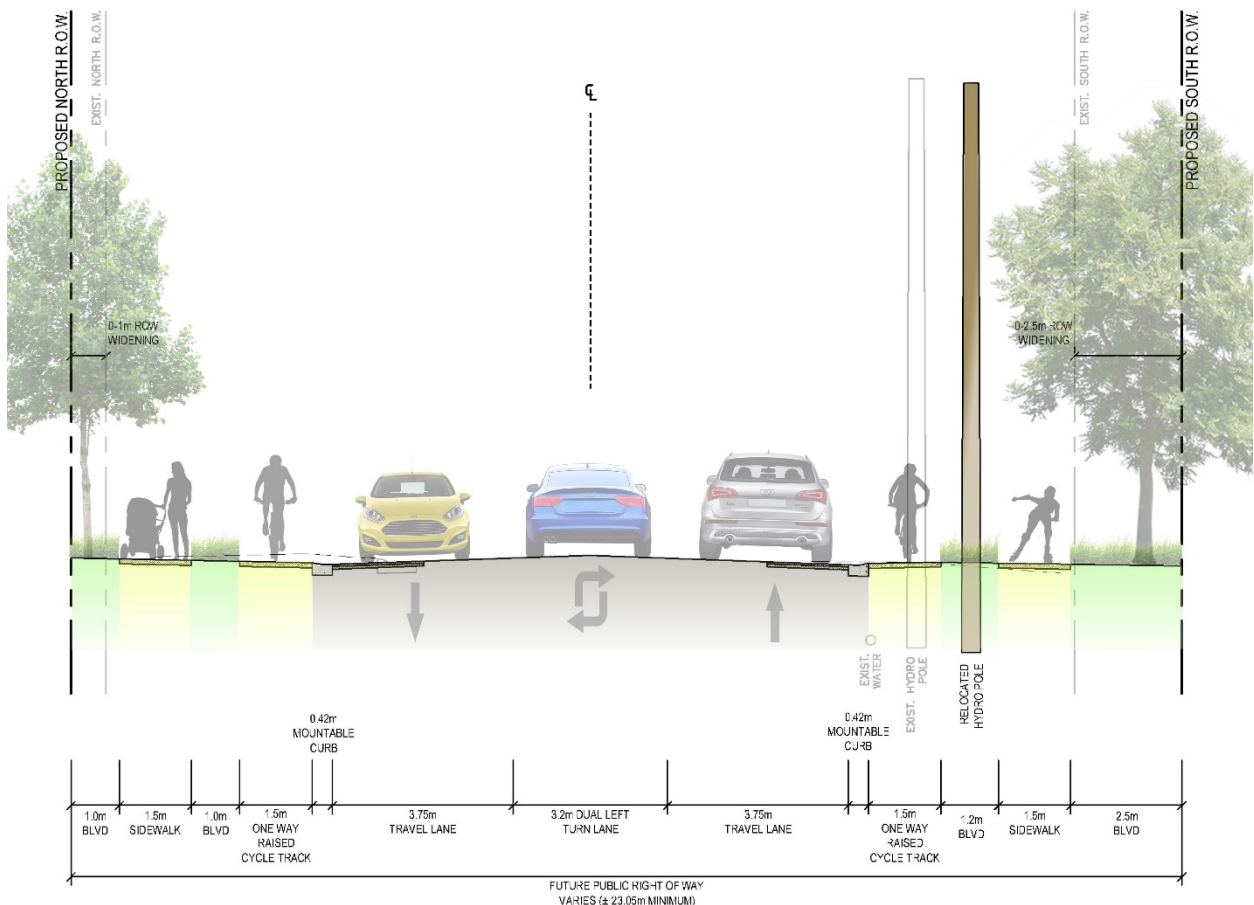 PROPOSED NORTH R.O.W.
EXIST. NORTH R.O.W.
℄
EXIST. SOUTH R.O.W.
PROPOSED SOUTH R.O.W.
0-1m ROW
WIDENING
0-2.5m ROW
WIDENING
EXIST.
WATER
EXIST. HYDRO
POLE
RELOCATED
HYDRO POLE
0.42m
MOUNTABLE
CURB
0.42m
MOUNTABLE
CURB
1.0m
BLVD
1.5m
SIDEWALK
1.0m
BLVD
1.5m
ONE WAY
RAISED
CYCLE TRACK
3.75m
TRAVEL LANE
3.2m DUAL LEFT
TURN LANE
3.75m
TRAVEL LANE
1.5m
ONE WAY
RAISED
CYCLE TRACK
1.2m
BLVD
1.5m
SIDEWALK
2.5m
BLVD
FUTURE PUBLIC RIGHT OF WAY
VARIES (± 23.05m MINIMUM)